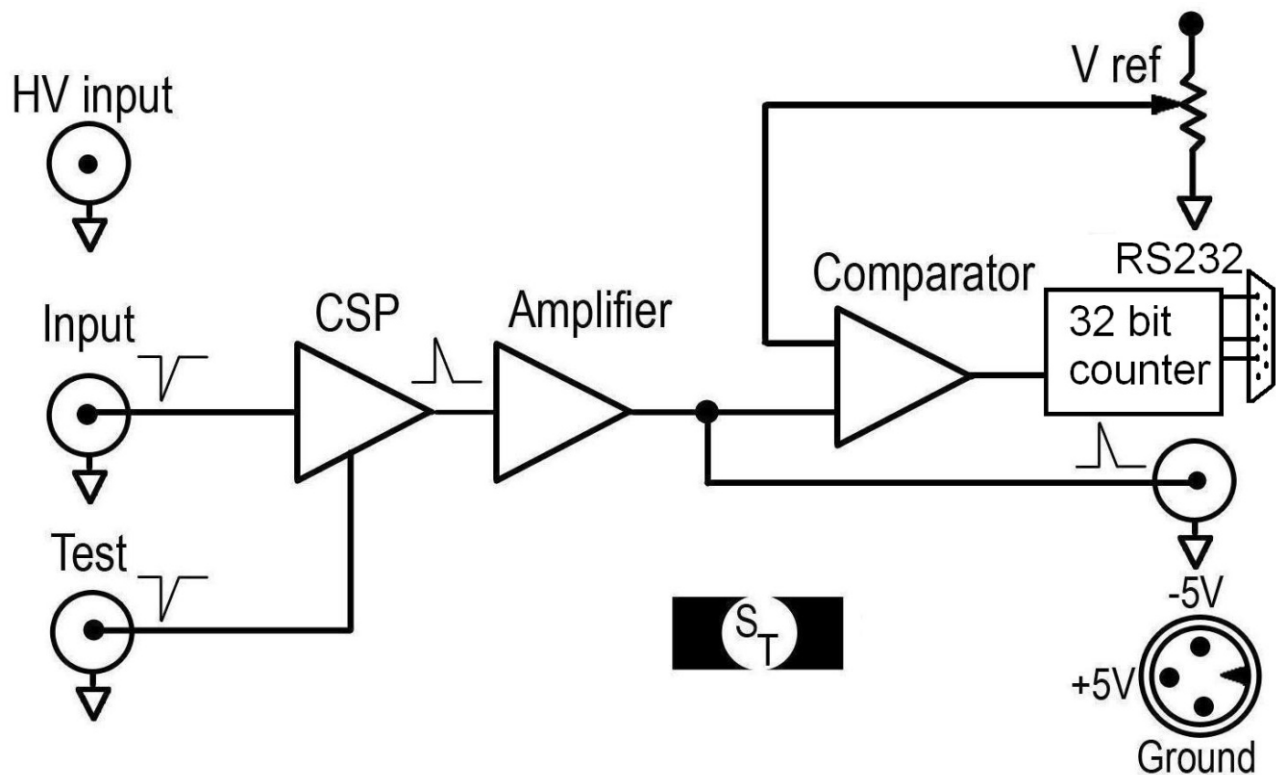 HV input
V ref
RS232
Comparator
32 bit
counter
CSP
Amplifier
Input
Test
S
T
-5V
+5V
Ground